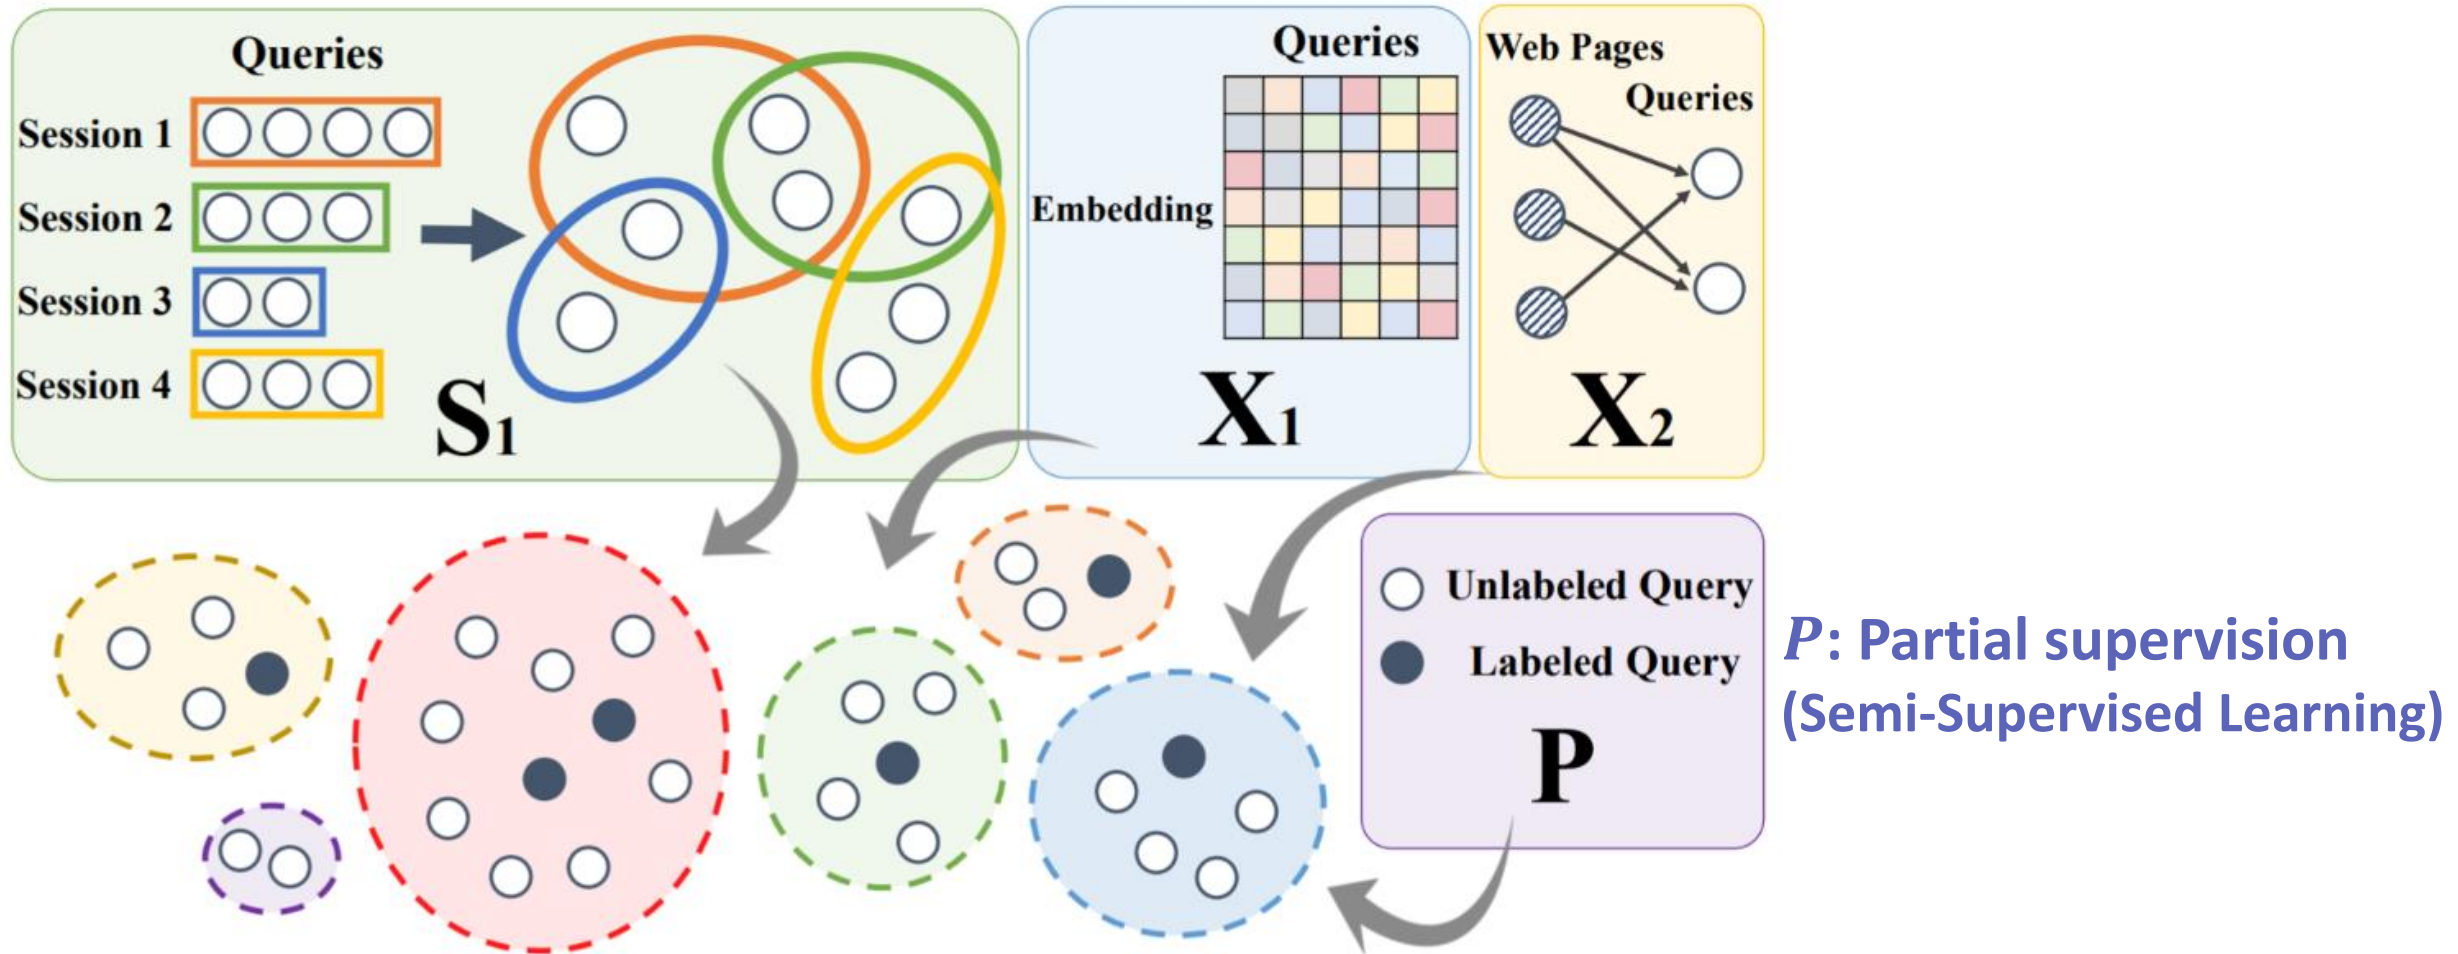 Queries
Session 1
Session 2
Session 3
Session 4
S1
Queries
Embedding
X1
Web Pages
Queries
X2
Unlabeled Query
Labeled Query
P
P: Partial supervision
(Semi-Supervised Learning)